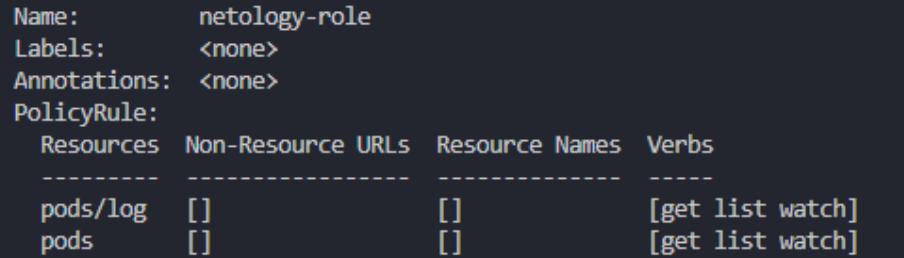 Name:         netology-role
Labels:       <none>
Annotations:  <none>
PolicyRule:
  Resources  Non-Resource URLs  Resource Names  Verbs
  ---------  -----------------  --------------  -----
  pods/log   []                 []              [get list watch]
  pods       []                 []              [get list watch]